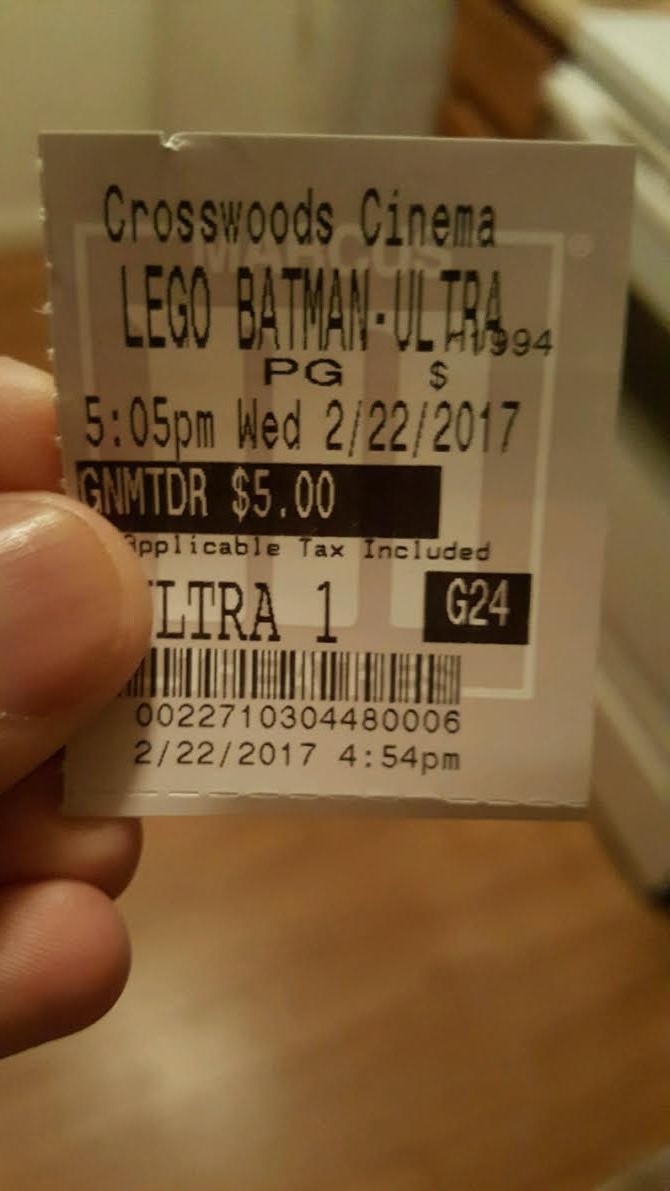 Crosswoods Cinema
MARCUS
LEGO BATMAN-ULTRA
PG $
5:05pm Wed 2/22/2017
GNMTDR $5.00
Applicable Tax Included
LTRA 1 G24
0022710304480006
2/22/2017 4:54pm